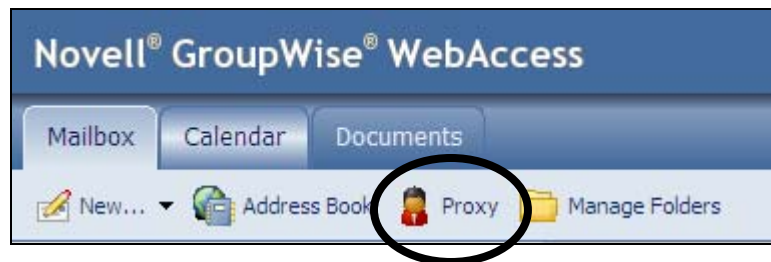 Novell® GroupWise® WebAccess
Mailbox Calendar Documents
New... Address Book Proxy Manage Folders